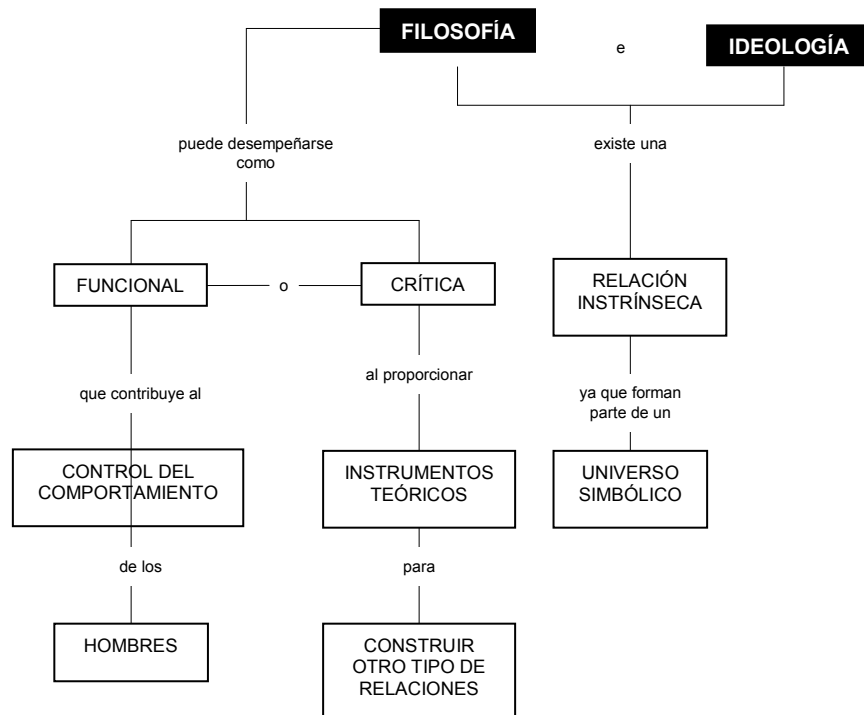 FILOSOFÍA
e
IDEOLOGÍA
puede desempeñarse
como
existe una
FUNCIONAL
o
CRÍTICA
RELACIÓN
INSTRÍNSECA
que contribuye al
al proporcionar
ya que forman
parte de un
CONTROL DEL
COMPORTAMIENTO
INSTRUMENTOS
TEÓRICOS
UNIVERSO
SIMBÓLICO
de los
para
HOMBRES
CONSTRUIR
OTRO TIPO DE
RELACIONES